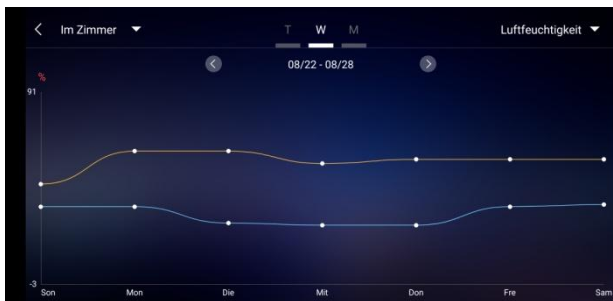 Im Zimmer
T W M
Luftfeuchtigkeit
08/22 - 08/28
%
91
-3
Son Mon Die Mit Don Fre Sam